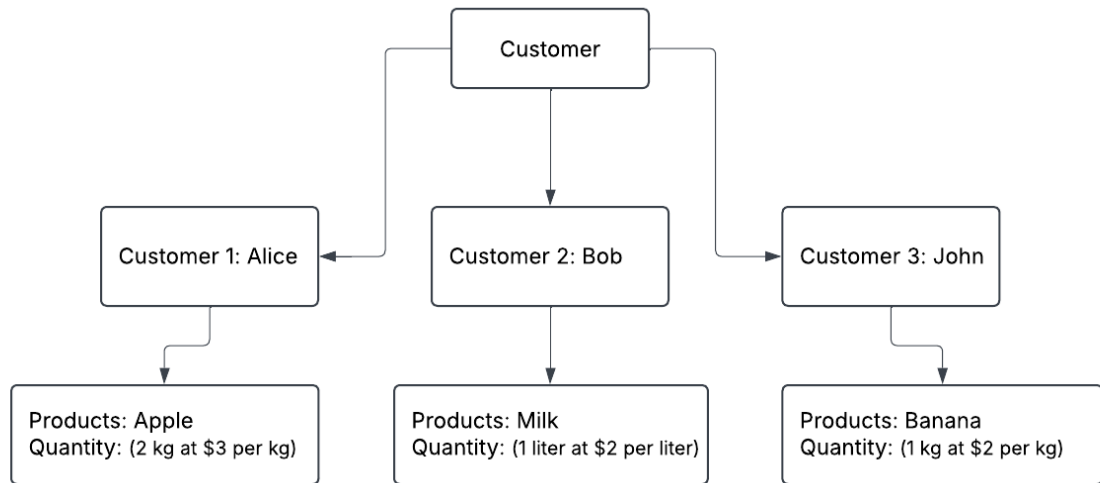 Customer
Customer 1: Alice
Customer 2: Bob
Customer 3: John
Products: Apple
Quantity: (2 kg at $3 per kg)
Products: Milk
Quantity: (1 liter at $2 per liter)
Products: Banana
Quantity: (1 kg at $2 per kg)